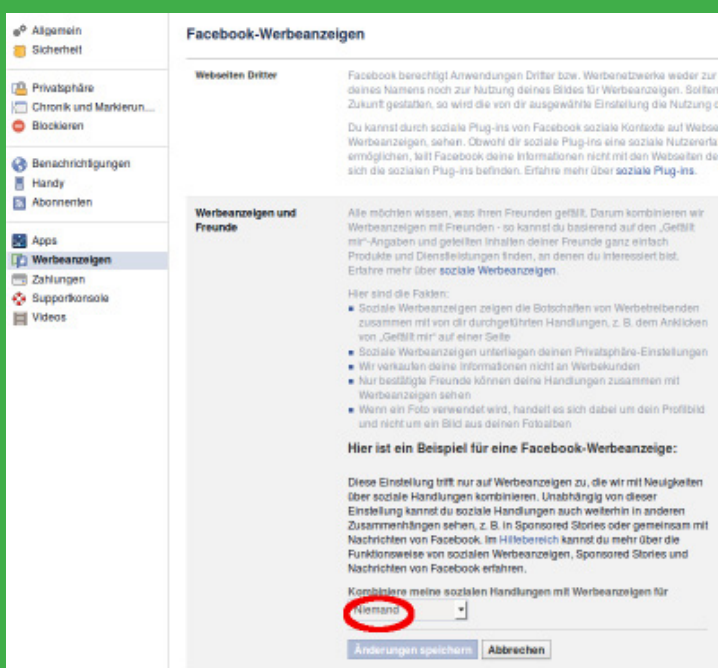 Allgemein
Sicherheit
Privatsphäre
Chronik und Markierun...
Blockieren
Benachrichtigungen
Handy
Abonnenten
Apps
Werbeanzeigen
Zahlungen
Supportkonsole
Videos
Facebook-Werbeanzeigen
Webseiten Dritter
Facebook berechtigt Anwendungen Dritter bzw. Werbenetzwerke weder zur
deines Namens noch zur Nutzung deines Bildes für Werbeanzeigen. Sollten
Zukunft gestatten, so wird die von dir ausgewählte Einstellung die Nutzung
Du kannst durch soziale Plug-ins von Facebook soziale Kontexte auf Webse
Werbeanzeigen, sehen. Obwohl dir soziale Plug-ins eine soziale Nutzererfa
ermöglichen, teilt Facebook deine Informationen nicht mit den Webseiten de
sich die sozialen Plug-ins befinden. Erfahre mehr über soziale Plug-ins.
Werbeanzeigen und
Freunde
Alle möchten wissen, was ihren Freunden gefällt. Darum kombinieren wir
Werbeanzeigen mit Freunden - so kannst du basierend auf den „Gefällt
mir“-Angaben und geteilten Inhalten deiner Freunde ganz einfach
Produkte und Dienstleistungen finden, an denen du interessiert bist.
Erfahre mehr über soziale Werbeanzeigen.
Hier sind die Fakten:
Soziale Werbeanzeigen zeigen die Botschaften von Werbetreibenden
zusammen mit von dir durchgeführten Handlungen, z. B. dem Anklicken
von „Gefällt mir“ auf einer Seite
Soziale Werbeanzeigen unterliegen deinen Privatsphäre-Einstellungen
Wir verkaufen deine Informationen nicht an Werbekunden
Nur bestätigte Freunde können deine Handlungen zusammen mit
Werbeanzeigen sehen
Wenn ein Foto verwendet wird, handelt es sich dabei um dein Profilbild
und nicht um ein Bild aus deinen Fotoalben
Hier ist ein Beispiel für eine Facebook-Werbeanzeige:
Diese Einstellung trifft nur auf Werbeanzeigen zu, die wir mit Neuigkeiten
über soziale Handlungen kombinieren. Unabhängig von dieser
Einstellung kannst du soziale Handlungen auch weiterhin in anderen
Zusammenhängen sehen, z. B. in Sponsored Stories oder gemeinsam mit
Nachrichten von Facebook. Im Hilfebereich kannst du mehr über die
Funktionsweise von sozialen Werbeanzeigen, Sponsored Stories und
Nachrichten von Facebook erfahren.
Kombiniere meine sozialen Handlungen mit Werbeanzeigen für
Niemand
Änderungen speichern Abbrechen